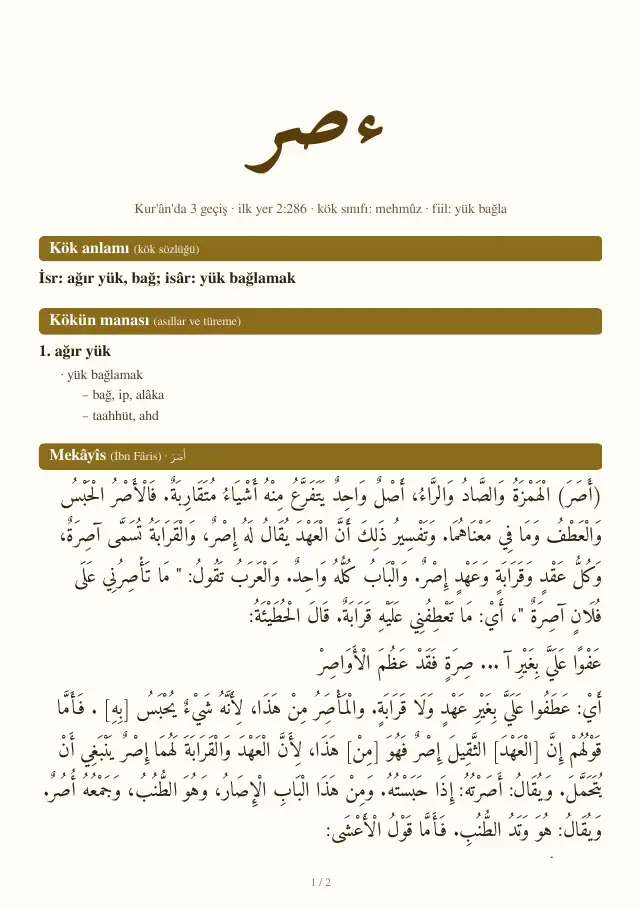 ءصر
Kur'ân'da 3 geçiş · ilk yer 2:286 · kök sınıfı: mehmûz · fiil: yük bağla
Kök anlamı (kök sözlüğü)
İsr: ağır yük, bağ; isâr: yük bağlamak
Kökün manası (asıllar ve türeme)
1. ağır yük
· yük bağlamak
– bağ, ip, alâka
– taahhüt, ahd
Mekâyîs (İbn Fâris) · أَصَرَ
(أَصَرَ) الْهَمْزَةُ وَالصَّادُ وَالرَّاءُ، أَصْلٌ وَاحِدٌ يَتَفَرَّعُ مِنْهُ أَشْيَاءُ مُتَقَارِبَةٌ. فَالْأَصْرُ الْحَبْسُ
وَالْعَطْفُ وَمَا فِي مَعْنَاهُمَا. وَتَفْسِيرُ ذَلِكَ أَنَّ الْعَهْدَ يُقَالُ لَهُ إِصْرٌ، وَالْقَرَابَةُ تُسَمَّى آصِرَةٌ،
وَكُلُّ عَقْدٍ وَقَرَابَةٍ وَعَهْدٍ إِصْرٌ. وَالْبَابُ كُلُّهُ وَاحِدٌ. وَالْعَرَبُ تَقُولُ: " مَا تَأْصِرُنِي عَلَى
فُلَانٍ آصِرَةٌ "، أَيْ: مَا تَعْطِفُنِي عَلَيْهِ قَرَابَةٌ. قَالَ الْحُطَيْئَةُ:
عَفْوًا عَلَيَّ بِغَيْرِ آ ... صِرَةٍ فَقَدْ عَظُمَ الْأَوَاصِرْ
أَيْ: عَطَفُوا عَلَيَّ بِغَيْرِ عَهْدٍ وَلَا قَرَابَةٍ. والْمَأْصَرُ مِنْ هَذَا، لِأَنَّهُ شَيْءٌ يُحْبَسُ [بِهِ] . فَأَمَّا
قَوْلُهُمْ إِنَّ [الْعَهْدَ] الثَّقِيلَ إِصْرٌ فَهُوَ [مِنْ] هَذَا، لِأَنَّ الْعَهْدَ وَالْقَرَابَةَ لَهُمَا إِصْرٌ يَنْبَغِي أَنْ
يُتَحَمَّلَ. وَيُقَالُ: أَصَرْتُهُ: إِذَا حَبَسْتُهُ. وَمِنْ هَذَا الْبَابِ الْإِصَارُ، وَهُوَ الطُّنُبُ، وَجَمْعُهُ أُصُرٌ.
وَيُقَالُ: هُوَ وَتَدُ الطُّنُبِ. فَأَمَّا قَوْلُ الْأَعْشَى:
1 / 2